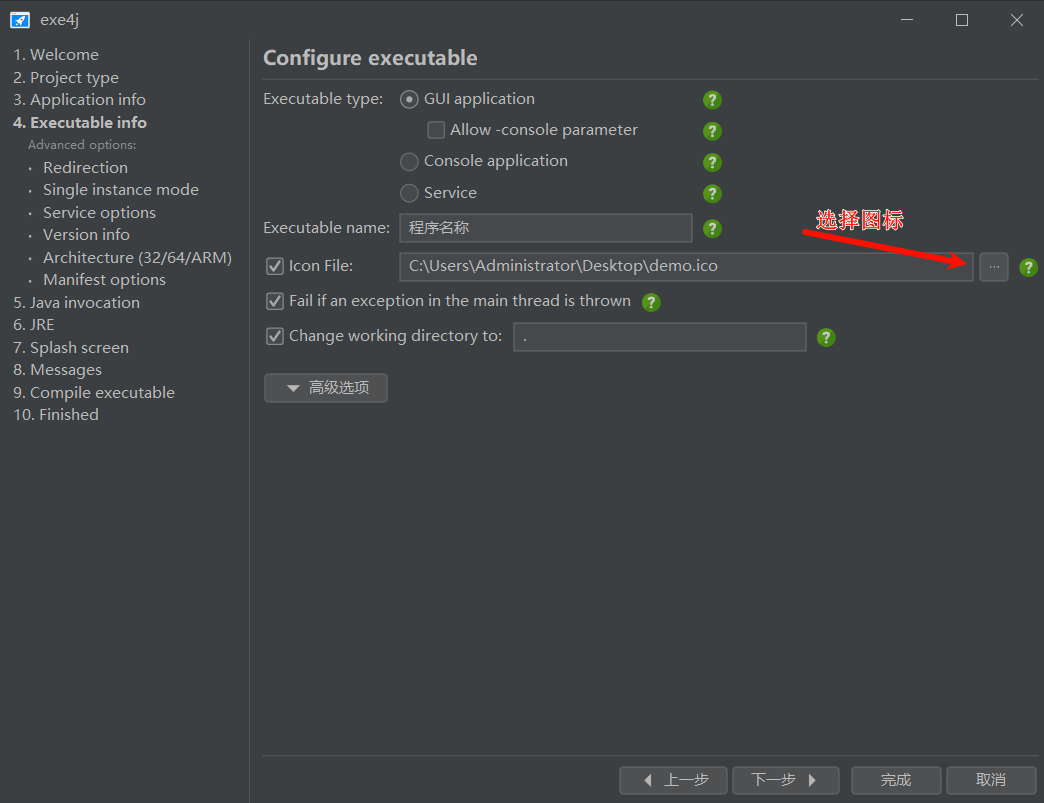 exe4j
1. Welcome
2. Project type
3. Application info
4. Executable info
Advanced options:
· Redirection
· Single instance mode
· Service options
· Version info
· Architecture (32/64/ARM)
· Manifest options
5. Java invocation
6. JRE
7. Splash screen
8. Messages
9. Compile executable
10. Finished
Configure executable
Executable type: GUI application ?
Allow -console parameter ?
Console application ?
Service ?
选择图标
Executable name: 程序名称 ?
Icon File: C:\Users\Administrator\Desktop\demo.ico ... ?
Fail if an exception in the main thread is thrown ?
Change working directory to: . ?
高级选项
上一步 下一步 完成 取消